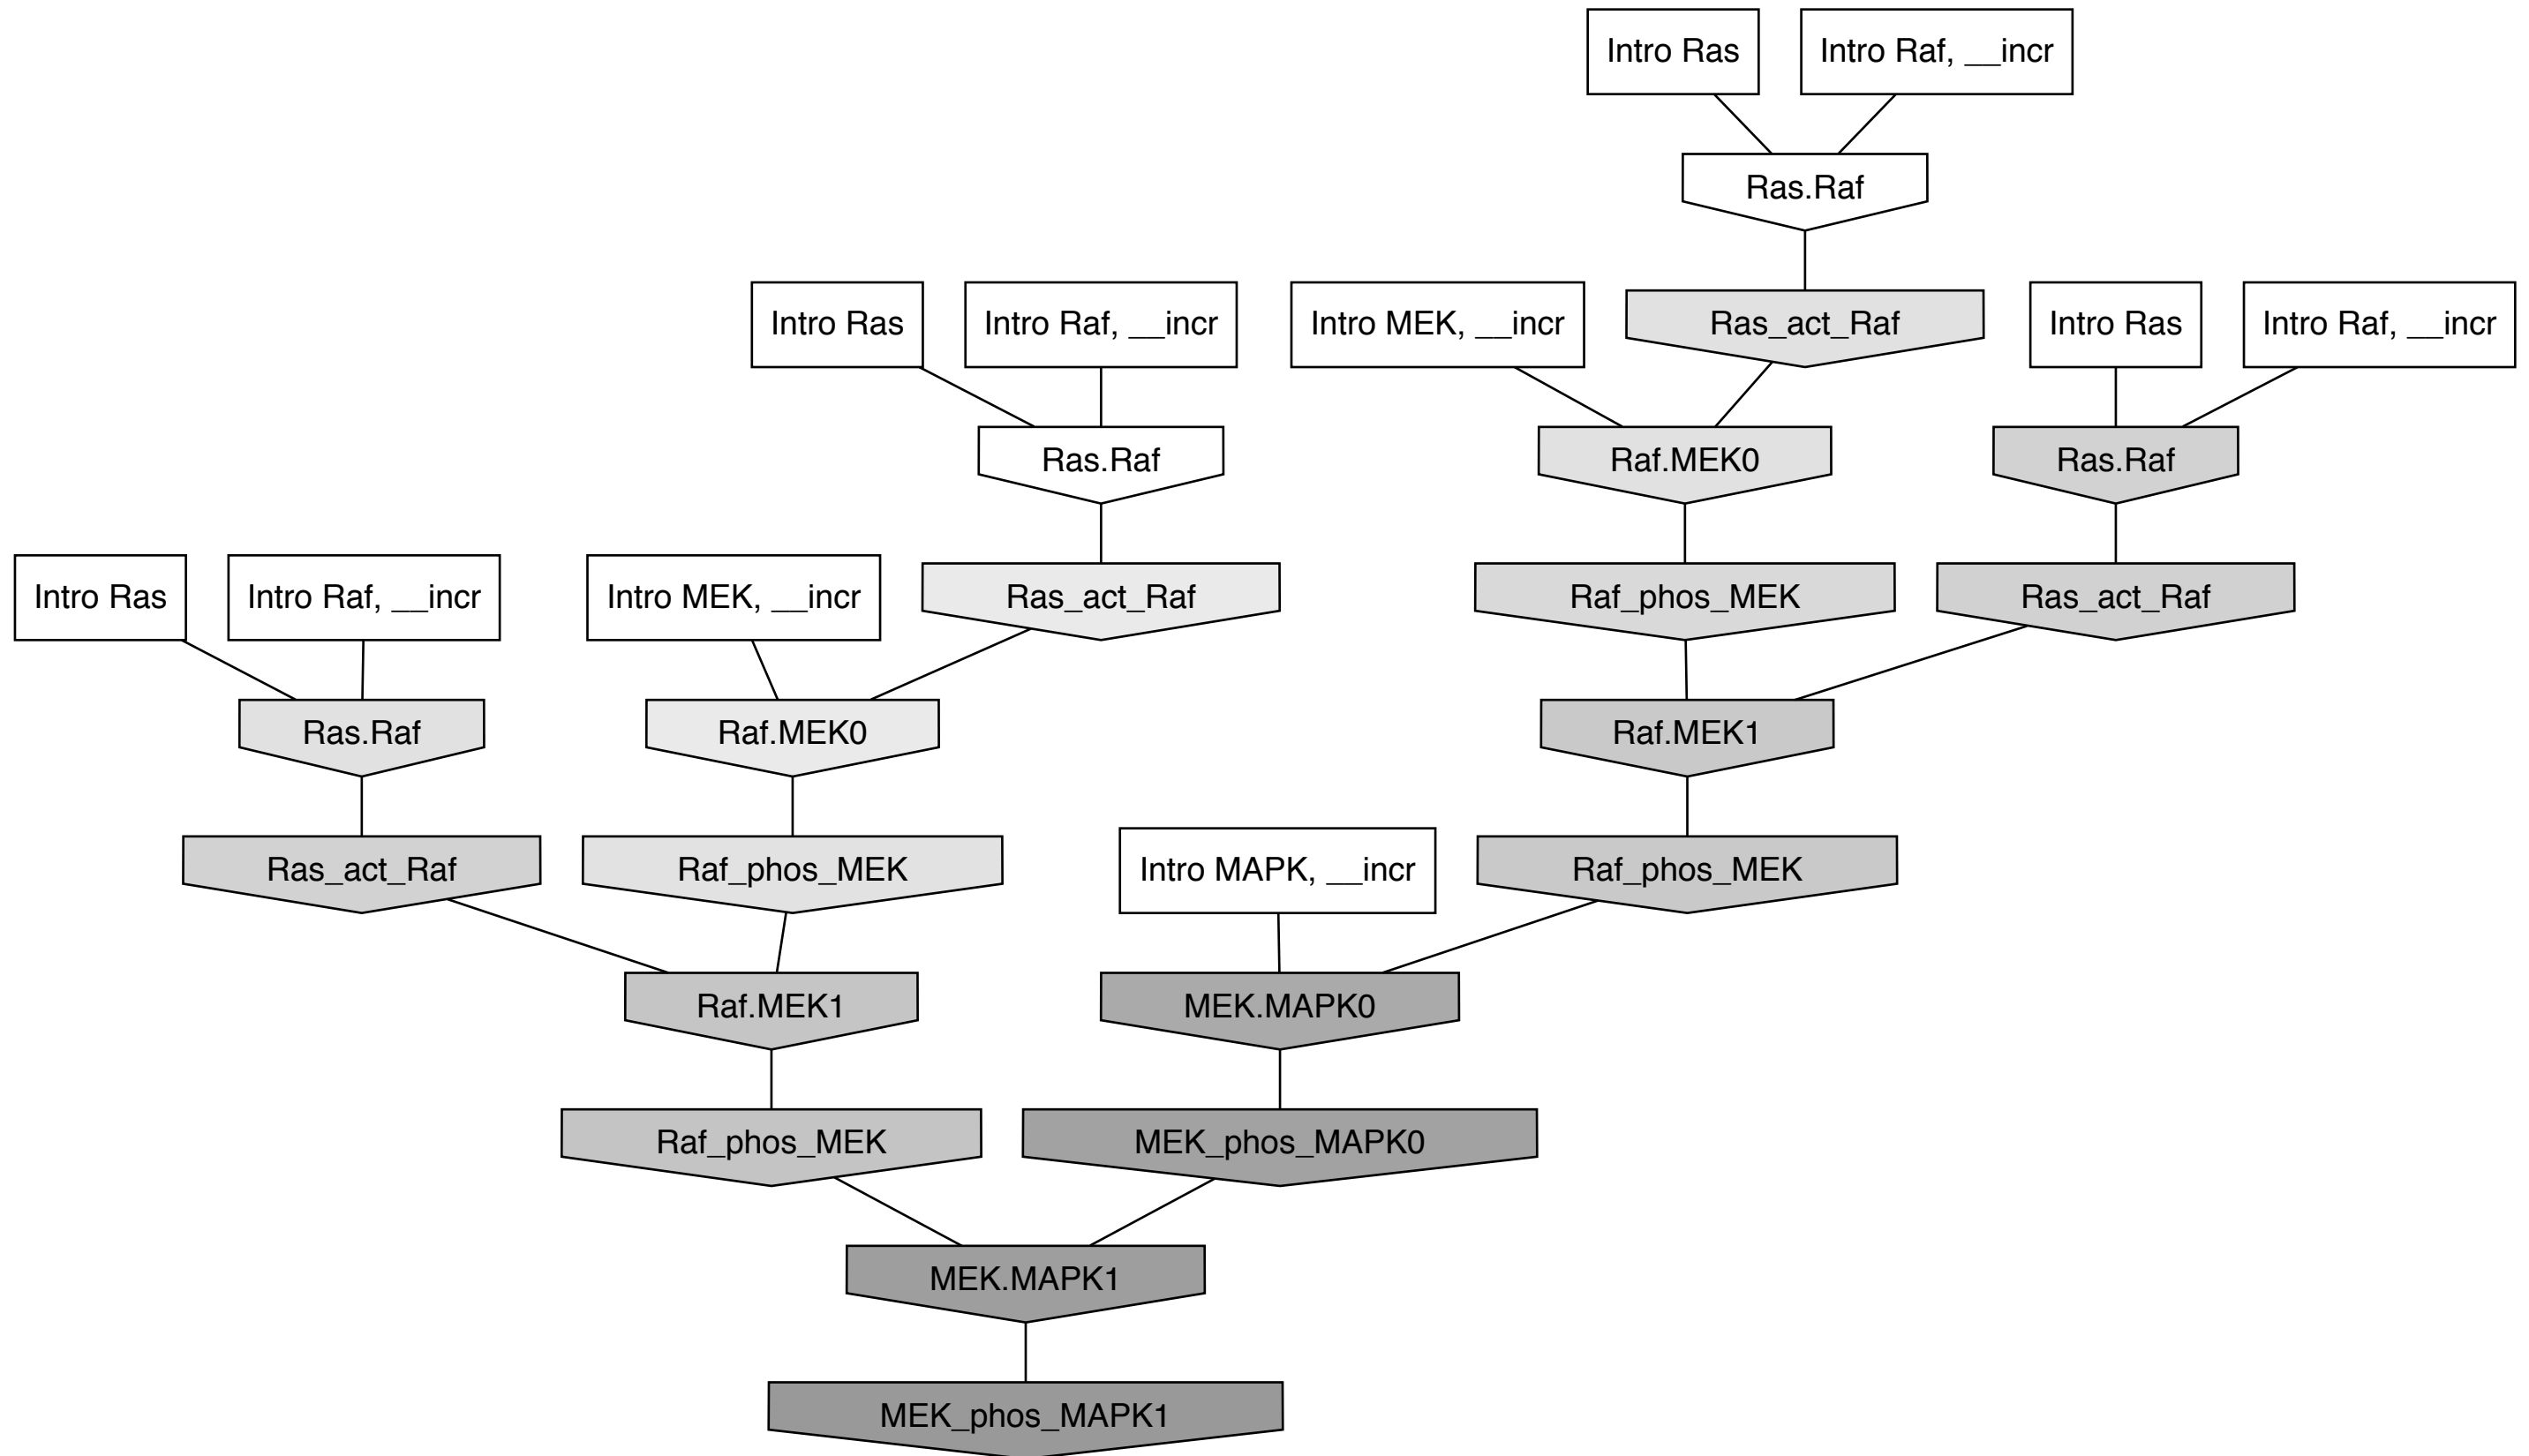 Intro Ras
Intro Raf, __incr
Ras.Raf
Intro Ras
Intro Raf, __incr
Intro MEK, __incr
Ras_act_Raf
Intro Ras
Intro Raf, __incr
Ras.Raf
Raf.MEK0
Ras.Raf
Intro Ras
Intro Raf, __incr
Intro MEK, __incr
Ras_act_Raf
Raf_phos_MEK
Ras_act_Raf
Ras.Raf
Raf.MEK0
Raf.MEK1
Ras_act_Raf
Raf_phos_MEK
Intro MAPK, __incr
Raf_phos_MEK
Raf.MEK1
MEK.MAPK0
Raf_phos_MEK
MEK_phos_MAPK0
MEK.MAPK1
MEK_phos_MAPK1